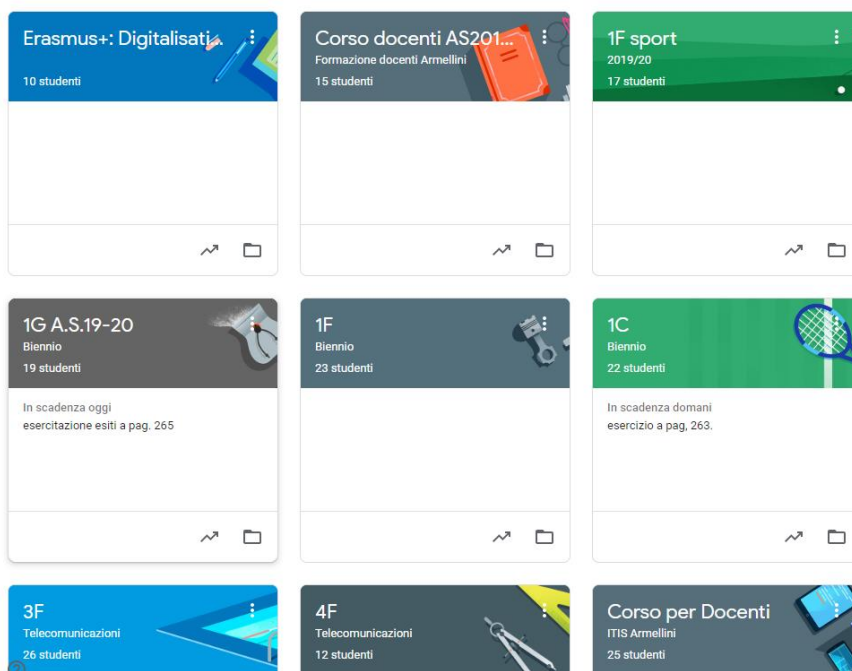 Erasmus+: Digitalisati...
10 studenti
Corso docenti AS201...
Formazione docenti Armellini
15 studenti
1F sport
2019/20
17 studenti
1G A.S.19-20
Biennio
19 studenti
In scadenza oggi
esercitazione esiti a pag. 265
1F
Biennio
23 studenti
1C
Biennio
22 studenti
In scadenza domani
esercizio a pag, 263.
3F
Telecomunicazioni
26 studenti
4F
Telecomunicazioni
12 studenti
Corso per Docenti
ITIS Armellini
25 studenti